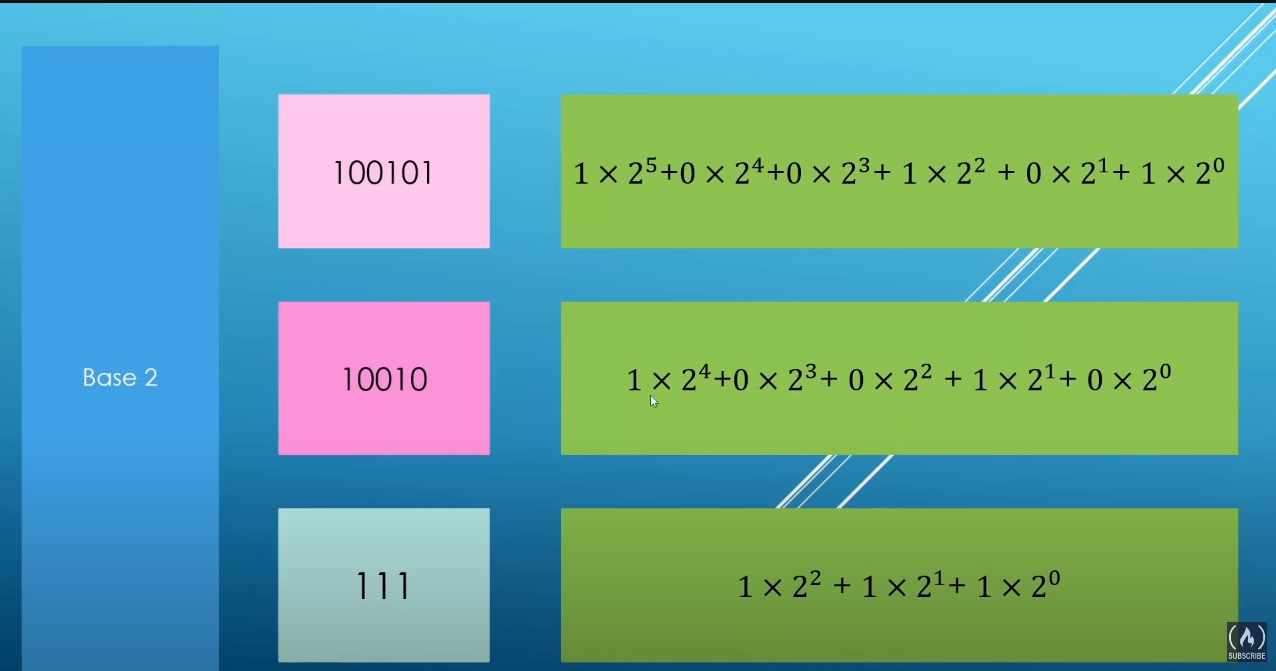 100101
1 × 2⁵+0 × 2⁴+0 × 2³+ 1 × 2² + 0 × 2¹+ 1 × 2⁰
Base 2
10010
1 × 2⁴+0 × 2³+ 0 × 2² + 1 × 2¹+ 0 × 2⁰
111
1 × 2² + 1 × 2¹+ 1 × 2⁰
SUBSCRIBE